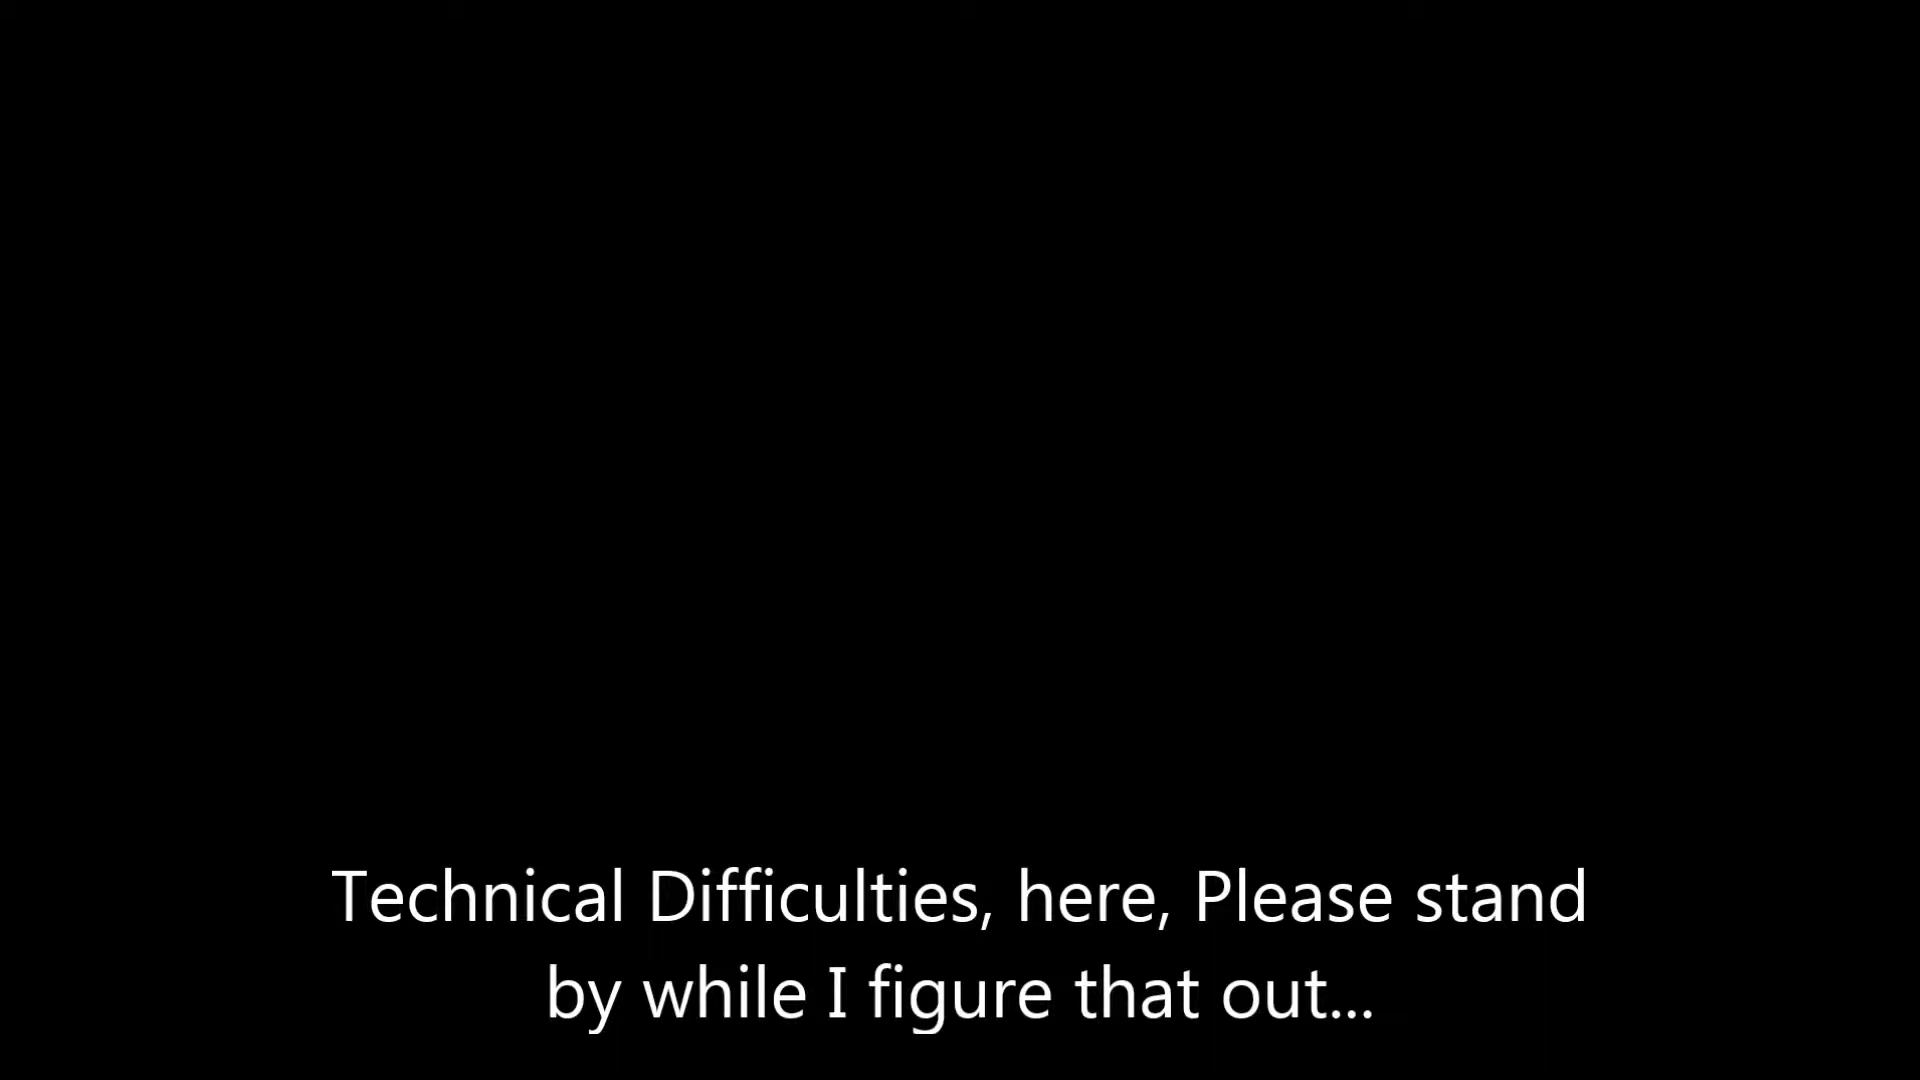 Technical Difficulties, here, Please stand
by while I figure that out...